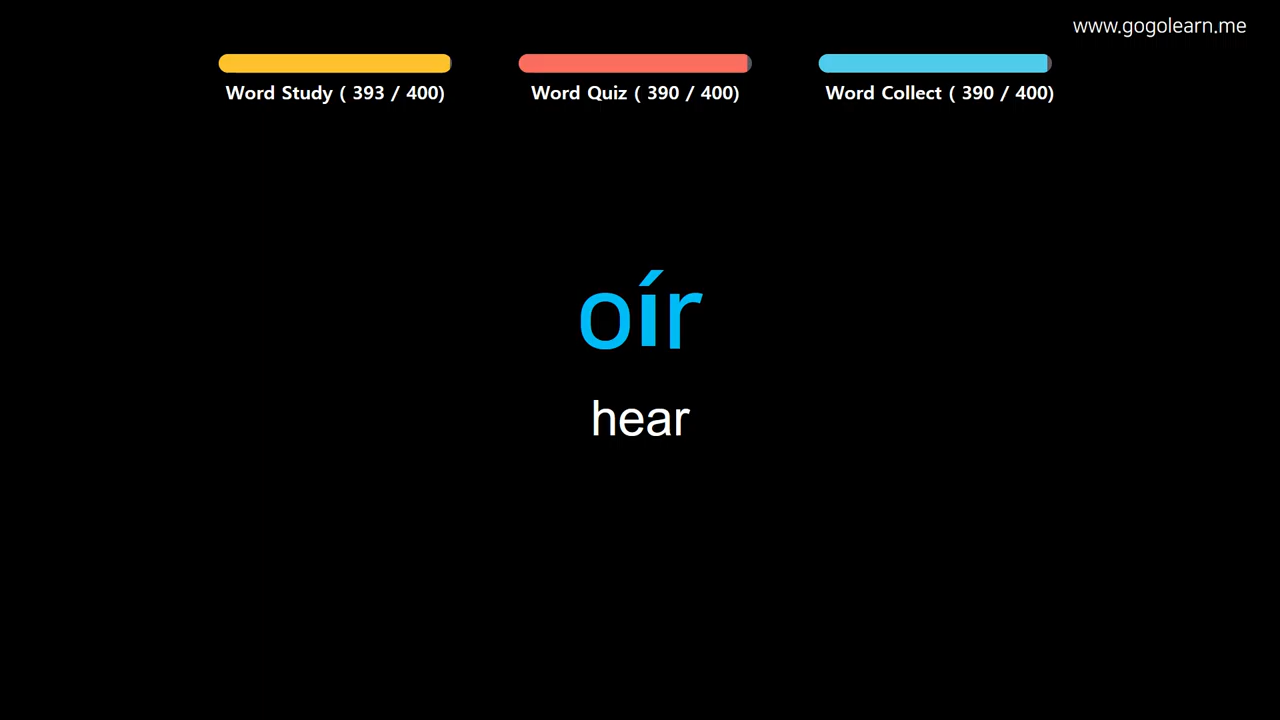 www.gogolearn.me
Word Study ( 393 / 400)
Word Quiz ( 390 / 400)
Word Collect ( 390 / 400)
oír
hear